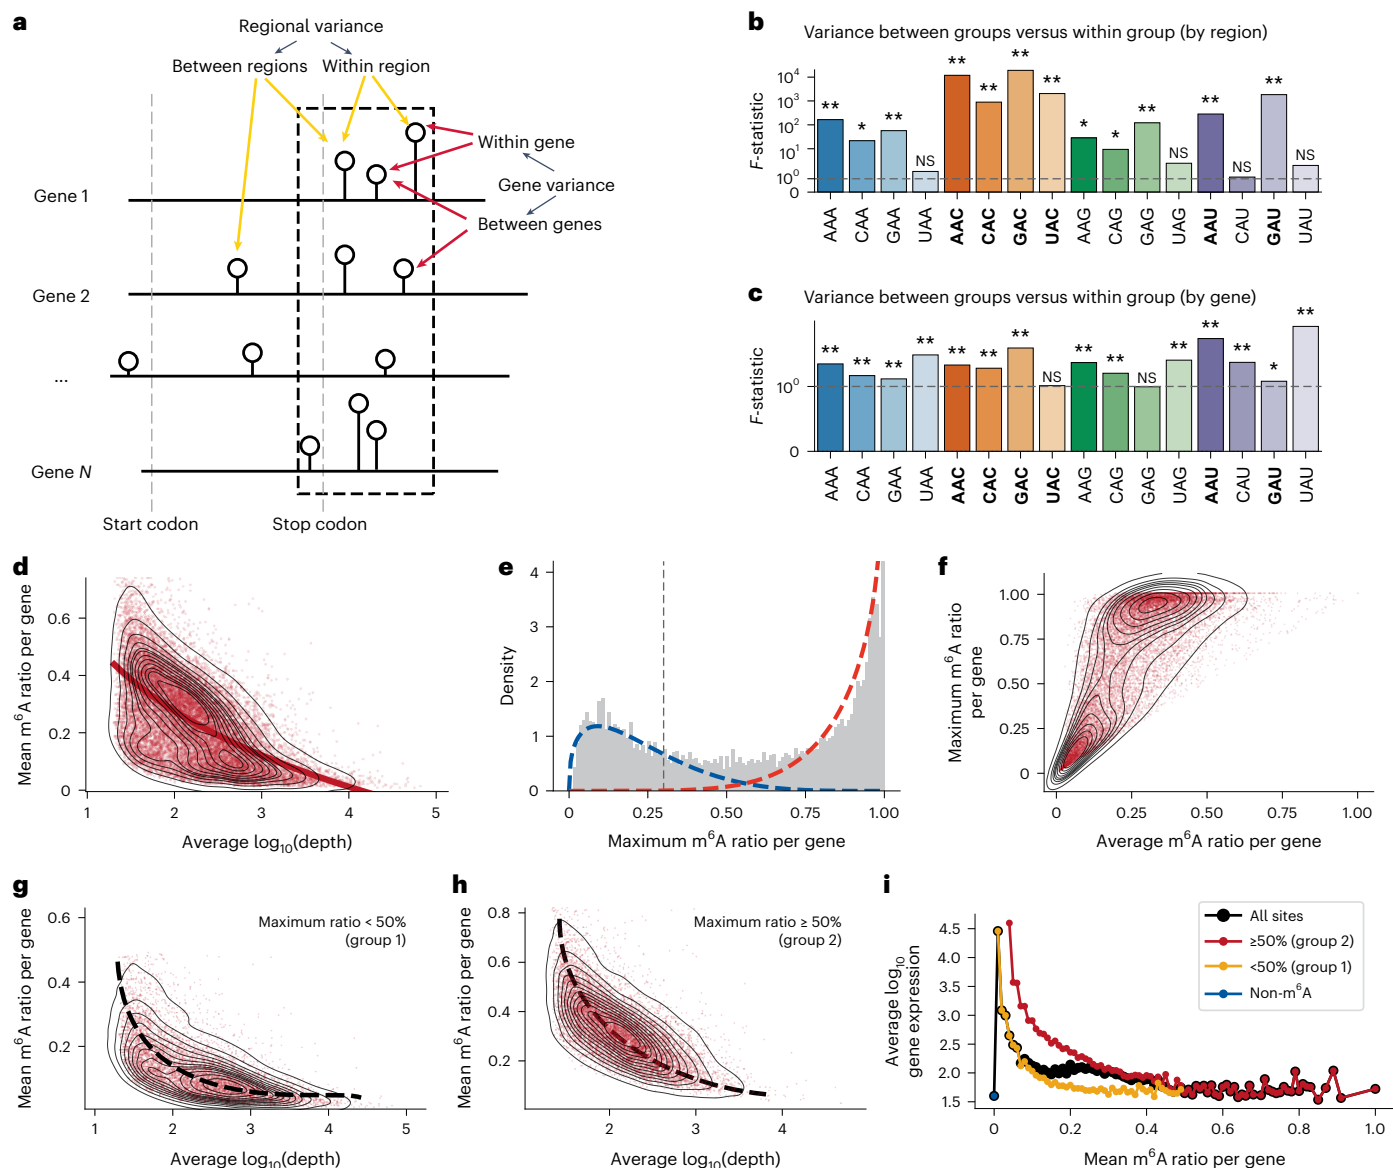 a
Regional variance
Between regions
Within region
Within gene
Gene variance
Between genes
Gene 1
Gene 2
...
Gene N
Start codon
Stop codon
b
Variance between groups versus within group (by region)
F-statistic
10⁴
10³
10²
10¹
10⁰
0
** * ** NS ** ** ** ** * * ** NS ** NS ** NS
AAA CAA GAA UAA AAC CAC GAC UAC AAG CAG GAG UAG AAU CAU GAU UAU
c
Variance between groups versus within group (by gene)
F-statistic
10⁰
0
** ** ** ** ** ** ** NS ** ** NS ** ** ** * **
AAA CAA GAA UAA AAC CAC GAC UAC AAG CAG GAG UAG AAU CAU GAU UAU
d
Mean m⁶A ratio per gene
0.6
0.4
0.2
0
1 2 3 4 5
Average log₁₀(depth)
e
Density
4
3
2
1
0
0 0.25 0.50 0.75 1.00
Maximum m⁶A ratio per gene
f
Maximum m⁶A ratio
per gene
1.00
0.75
0.50
0.25
0
0 0.25 0.50 0.75 1.00
Average m⁶A ratio per gene
g
Mean m⁶A ratio per gene
0.6
0.4
0.2
Maximum ratio < 50%
(group 1)
1 2 3 4 5
Average log₁₀(depth)
h
Mean m⁶A ratio per gene
0.8
0.6
0.4
0.2
Maximum ratio ≥ 50%
(group 2)
2 3 4
Average log₁₀(depth)
i
Average log₁₀
gene expression
4.5
4.0
3.5
3.0
2.5
2.0
1.5
All sites
≥50% (group 2)
<50% (group 1)
Non-m⁶A
0 0.2 0.4 0.6 0.8 1.0
Mean m⁶A ratio per gene